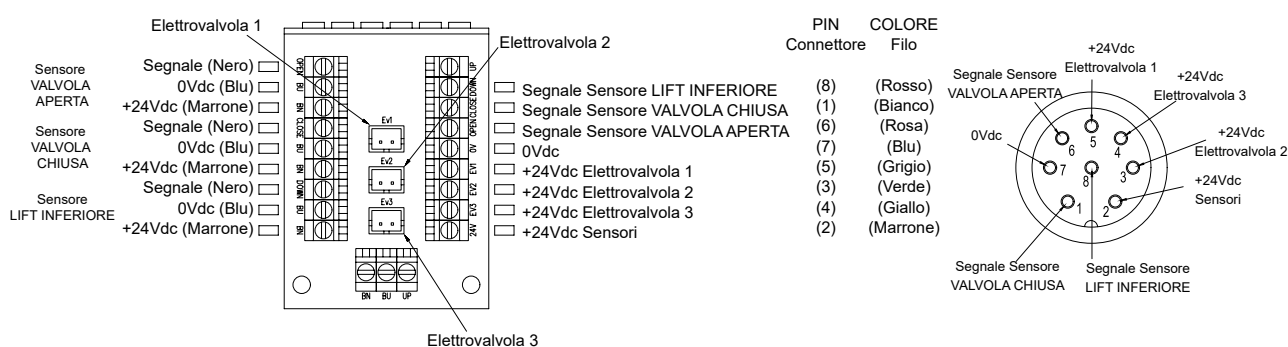 Elettrovalvola 1
Elettrovalvola 2
PIN
Connettore
COLORE
Filo
Sensore
VALVOLA
APERTA
Segnale (Nero)
0Vdc (Blu)
+24Vdc (Marrone)
Sensore
VALVOLA
CHIUSA
Segnale (Nero)
0Vdc (Blu)
+24Vdc (Marrone)
Sensore
LIFT INFERIORE
Segnale (Nero)
0Vdc (Blu)
+24Vdc (Marrone)
OPEN
BU
BN
CLOSE
BU
BN
DOWN
BU
BN
Ev1
Ev2
Ev3
UP
DOWN
CLOSE
OPEN
0V
EV1
EV2
EV3
24V
BN BU UP
Segnale Sensore LIFT INFERIORE (8) (Rosso)
Segnale Sensore VALVOLA CHIUSA (1) (Bianco)
Segnale Sensore VALVOLA APERTA (6) (Rosa)
0Vdc (7) (Blu)
+24Vdc Elettrovalvola 1 (5) (Grigio)
+24Vdc Elettrovalvola 2 (3) (Verde)
+24Vdc Elettrovalvola 3 (4) (Giallo)
+24Vdc Sensori (2) (Marrone)
Elettrovalvola 3
+24Vdc
Elettrovalvola 1
Segnale Sensore
VALVOLA APERTA
+24Vdc
Elettrovalvola 3
0Vdc
+24Vdc
Elettrovalvola 2
+24Vdc
Sensori
5
6
4
7
8
3
1
2
Segnale Sensore
VALVOLA CHIUSA
Segnale Sensore
LIFT INFERIORE